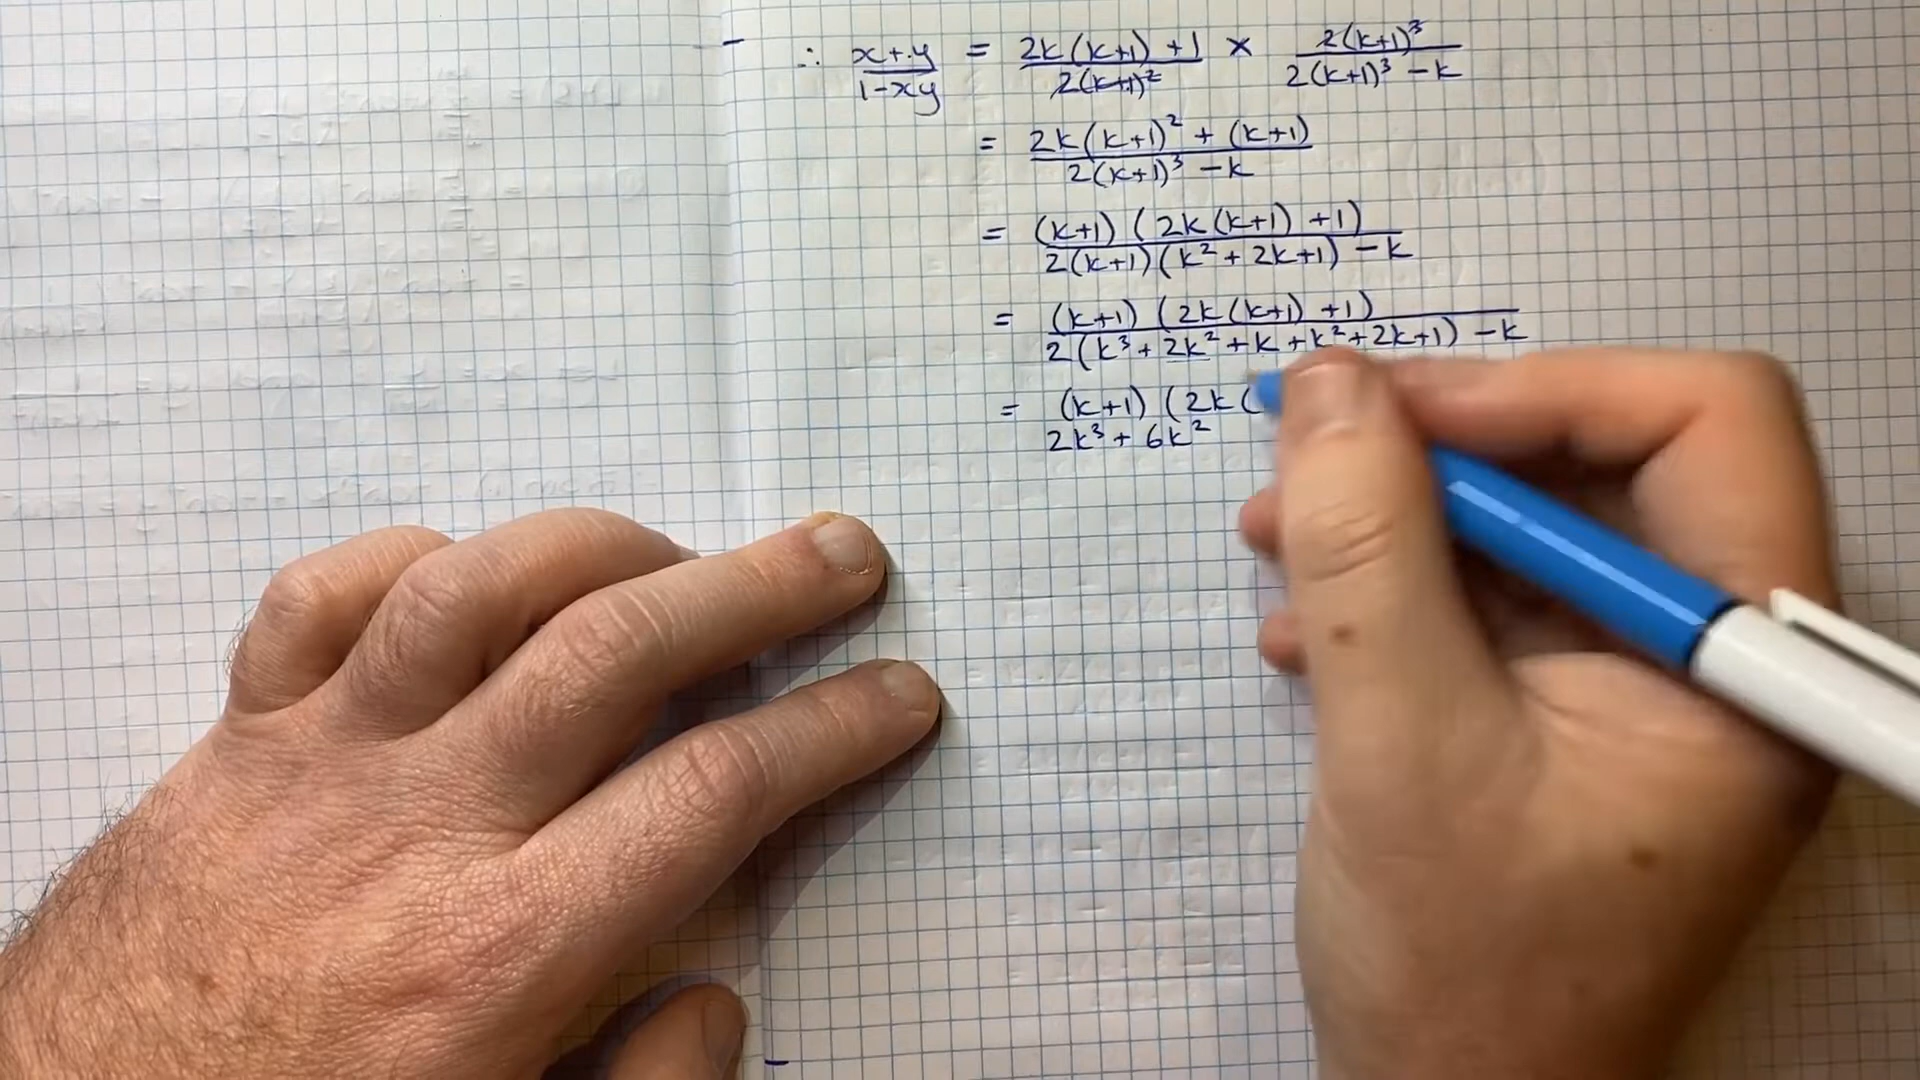 ∴ x+y/1-xy = 2k(k+1)+1/2(k+1)² × 2(k+1)³/2(k+1)³-k
= 2k(k+1)²+(k+1)/2(k+1)³-k
= (k+1)(2k(k+1)+1)/2(k+1)(k²+2k+1)-k
= (k+1)(2k(k+1)+1)/2(k³+2k²+k+k²+2k+1)-k
= (k+1)(2k(
2k³+6k²